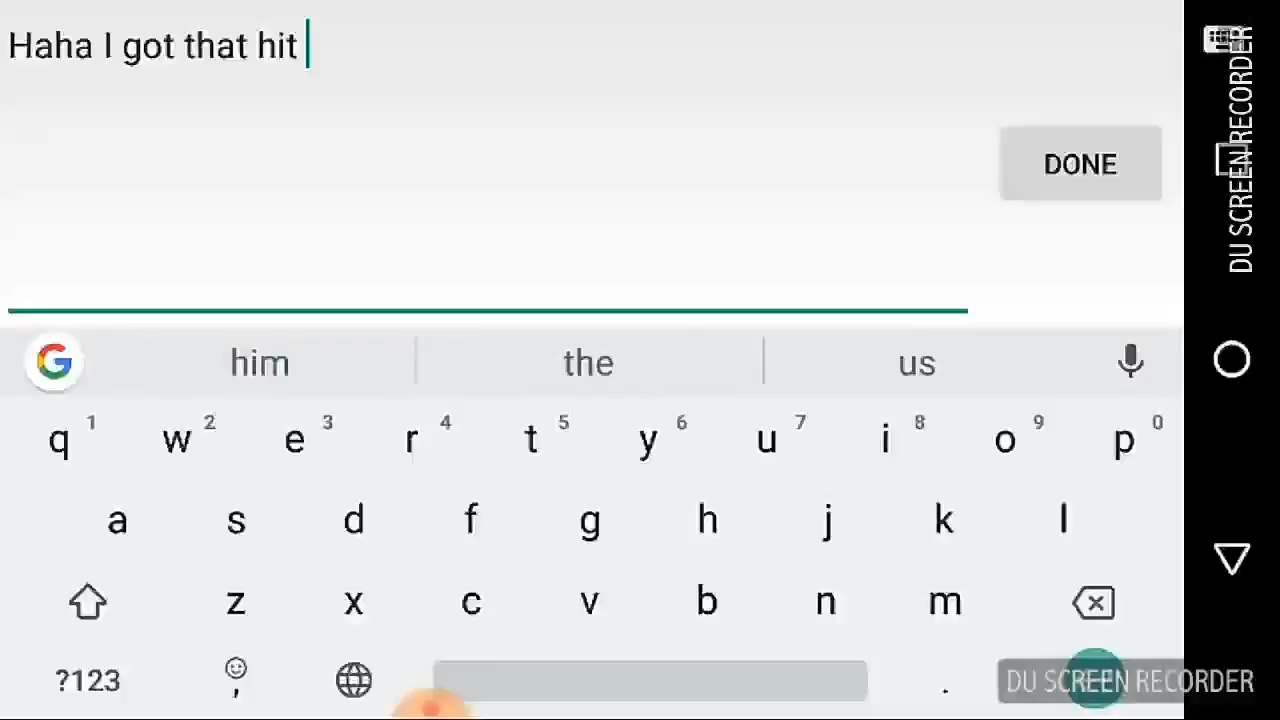 Haha I got that hit
DONE
him
the
us
q 1 w 2 e 3 r 4 t 5 y 6 u 7 i 8 o 9 p 0
a s d f g h j k l
z x c v b n m
?123 , .
DU SCREEN RECORDER
DU SCREEN RECORDER